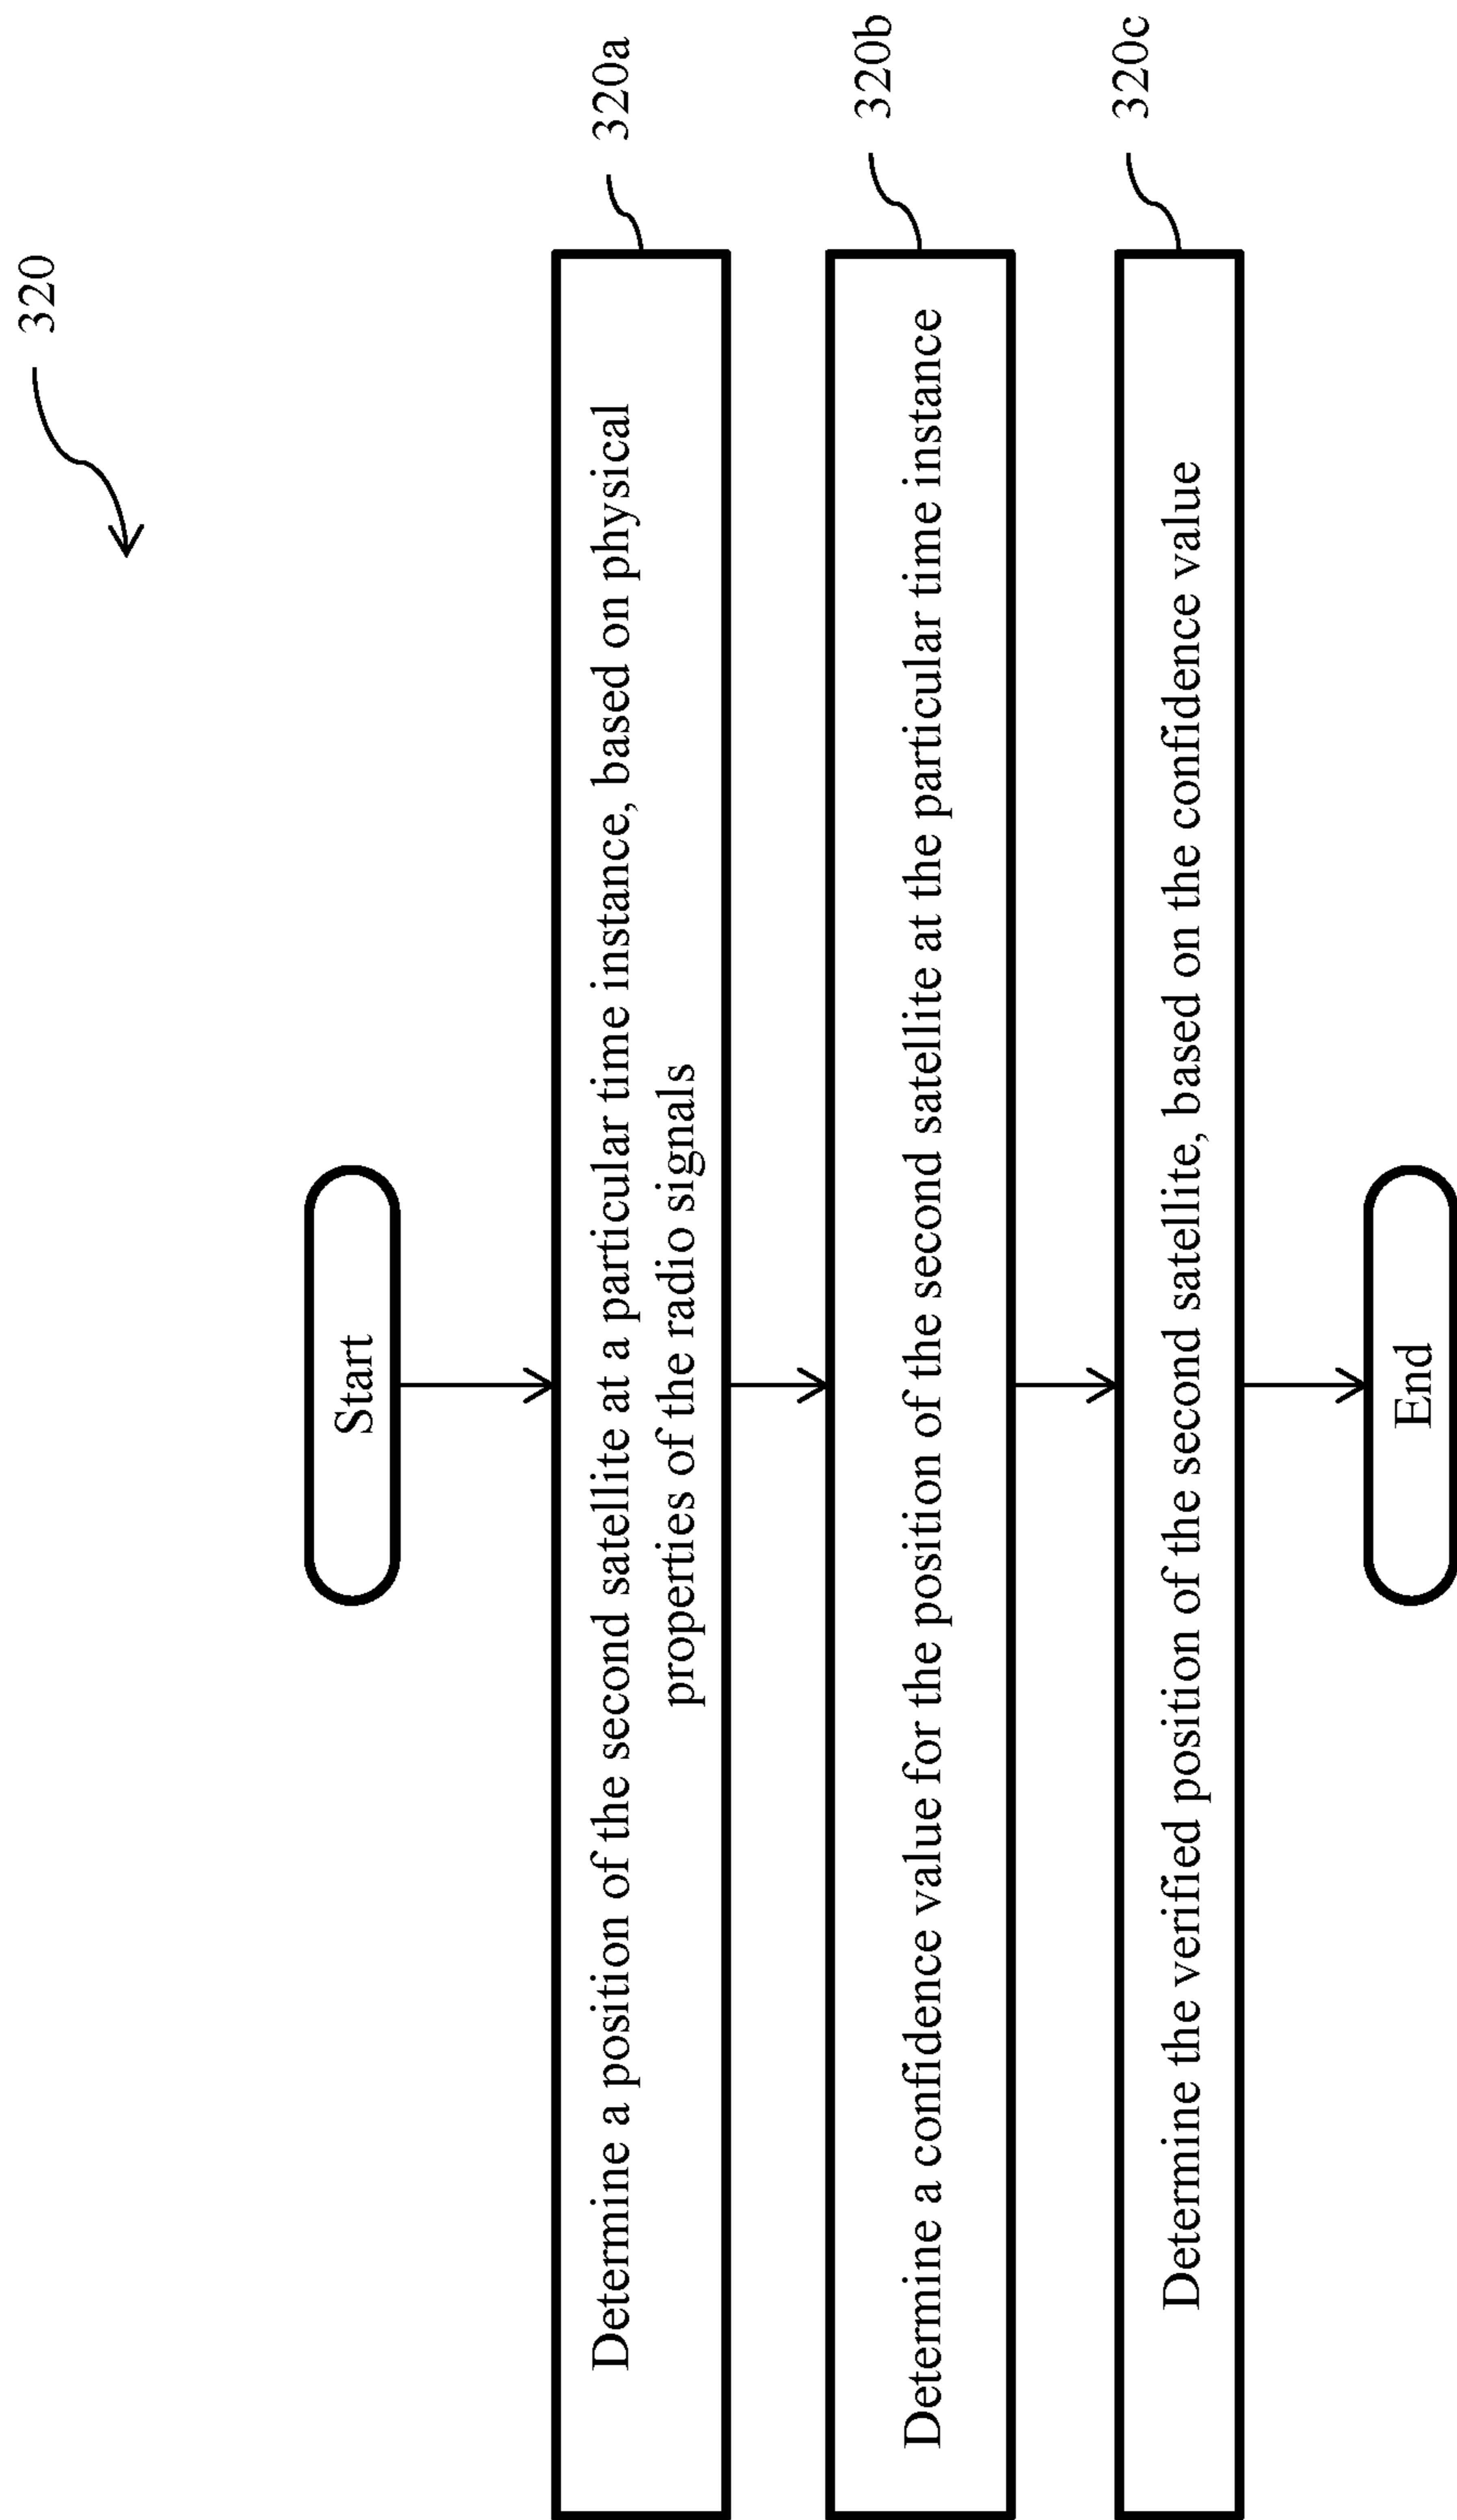 320
Start
Determine a position of the second satellite at a particular time instance, based on physical
properties of the radio signals
320a
Determine a confidence value for the position of the second satellite at the particular time instance
320b
Determine the verified position of the second satellite, based on the confidence value
320c
End